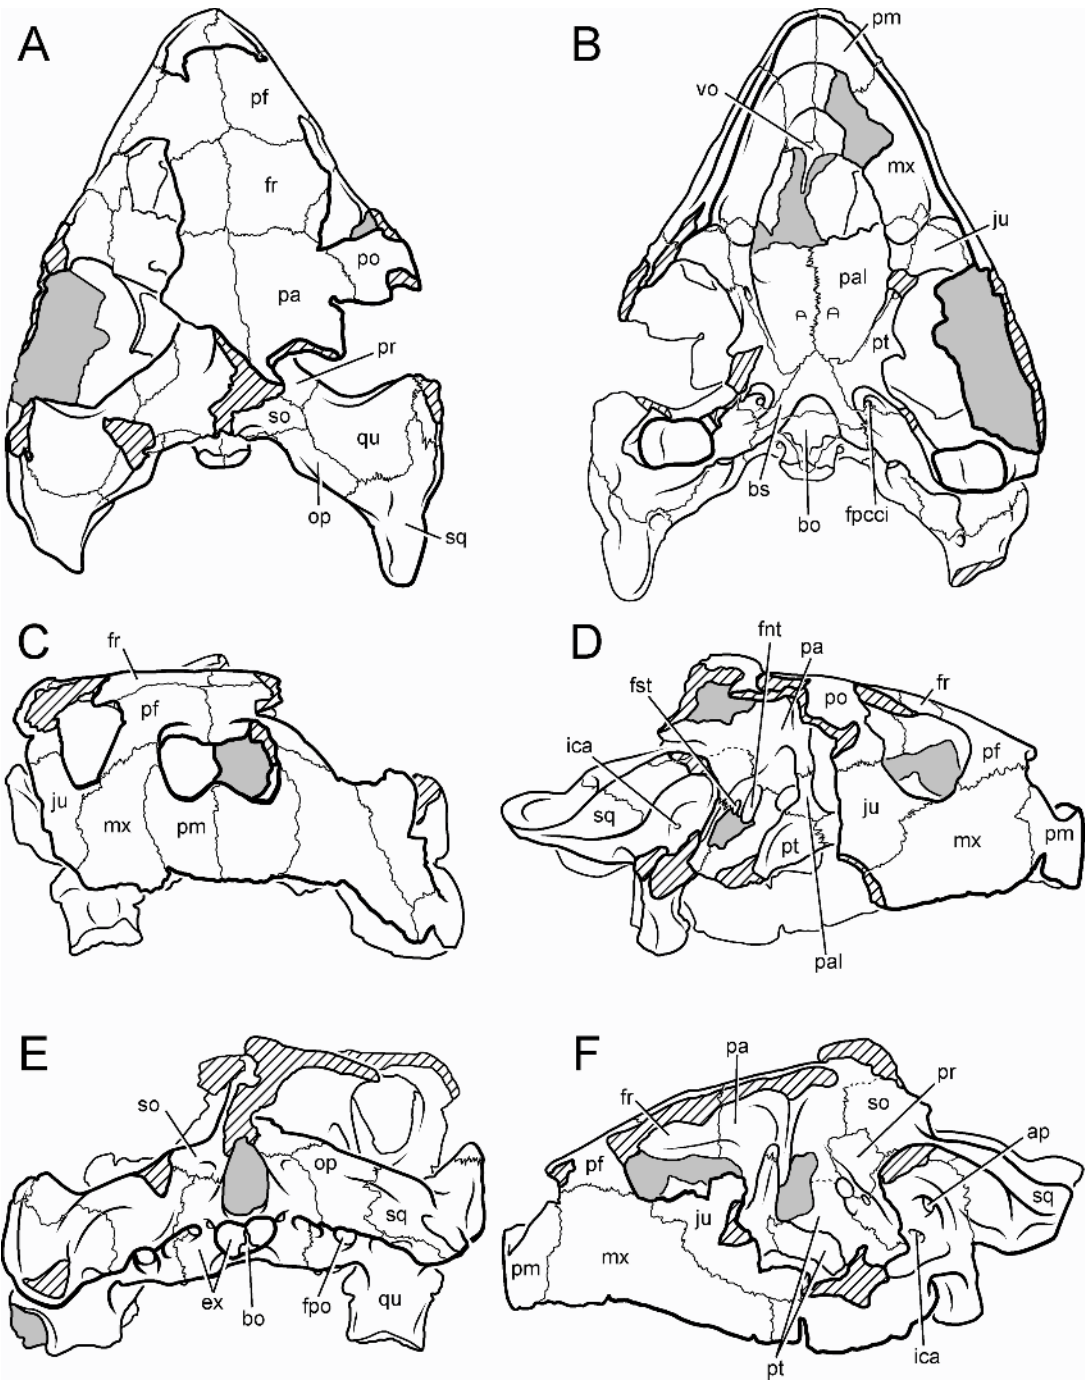 A
pf
fr
po
pa
pr
so
qu
op
sq
B
pm
vo
mx
ju
pal
pt
bs
bo
fpcci
C
fr
pf
ju
mx
pm
D
fnt
pa
fst
po
fr
ica
pf
sq
ju
mx
pm
pt
pal
E
so
op
sq
ex
bo
fpo
qu
F
pa
fr
pr
so
ap
pf
sq
ju
mx
pm
pt
ica